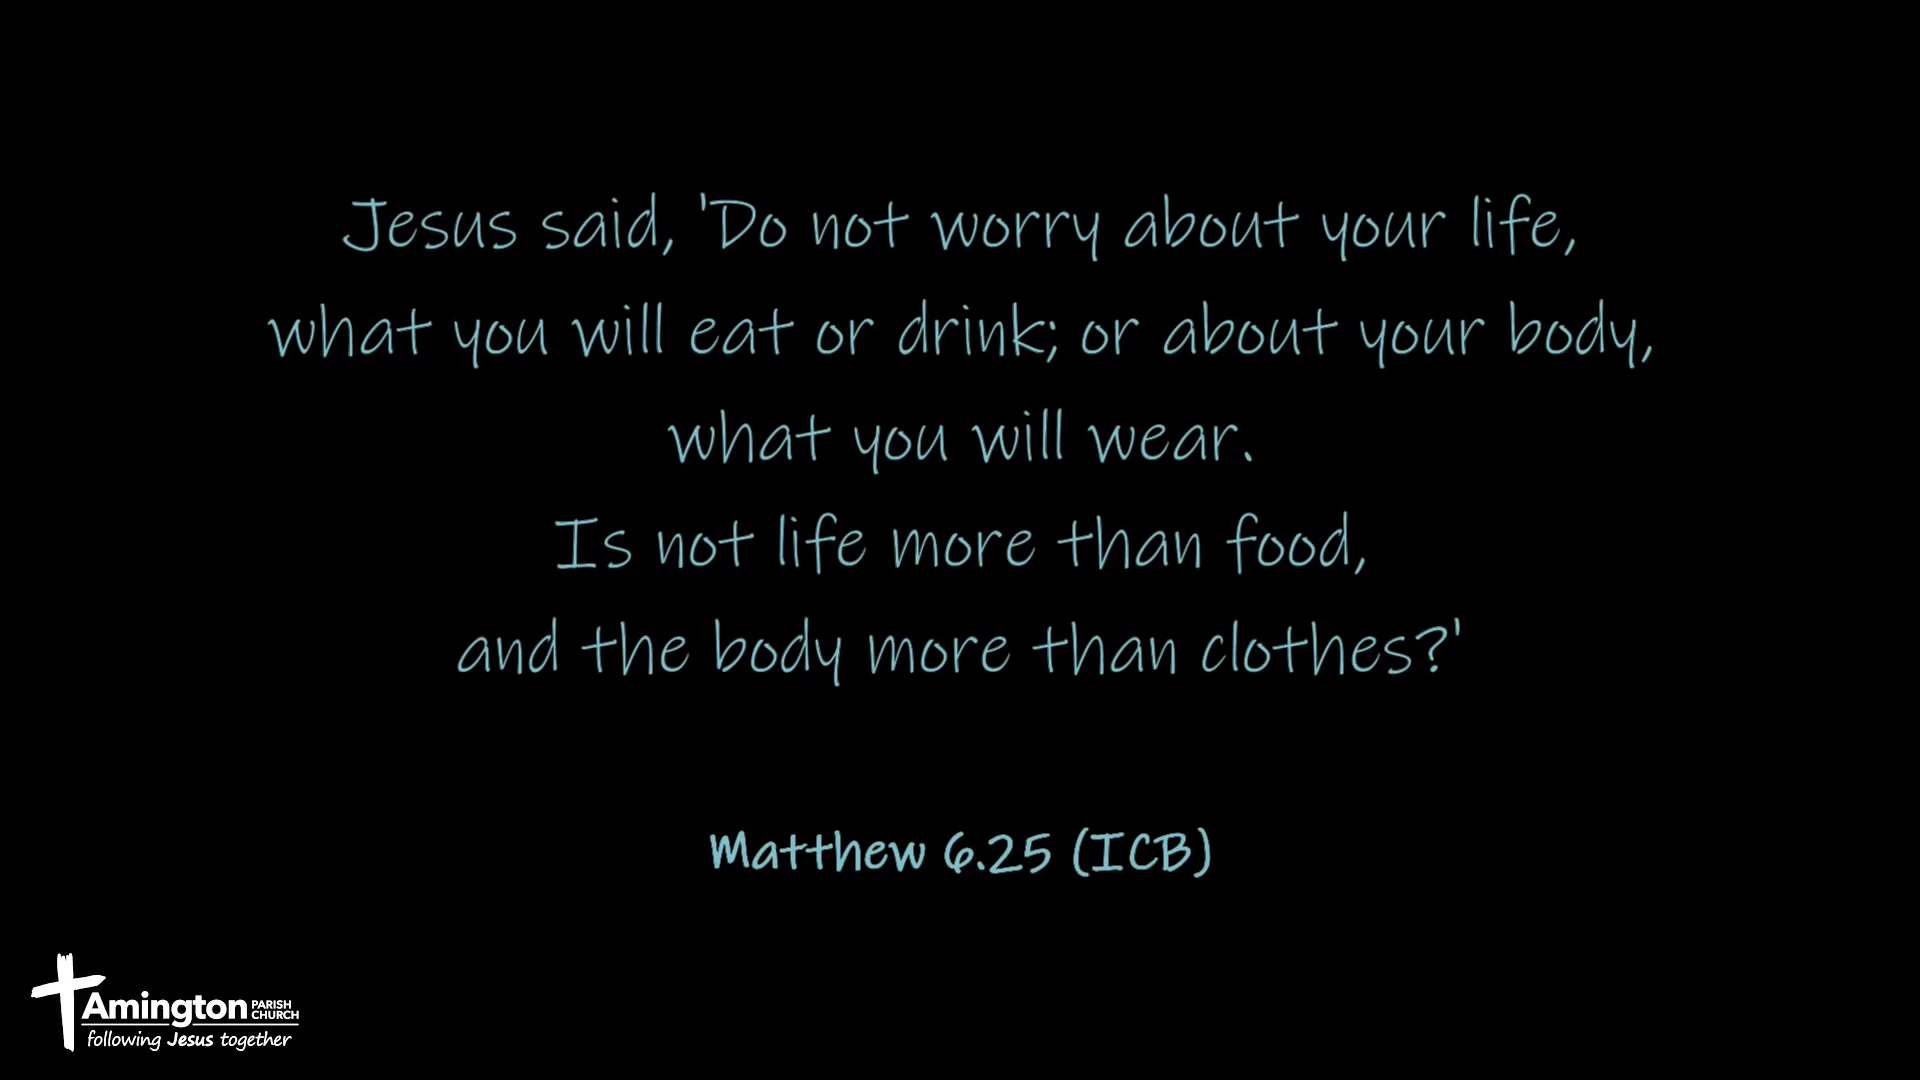 Jesus said, 'Do not worry about your life,
what you will eat or drink; or about your body,
what you will wear.
Is not life more than food,
and the body more than clothes?'
Matthew 6.25 (ICB)
Amington PARISH CHURCH
following Jesus together